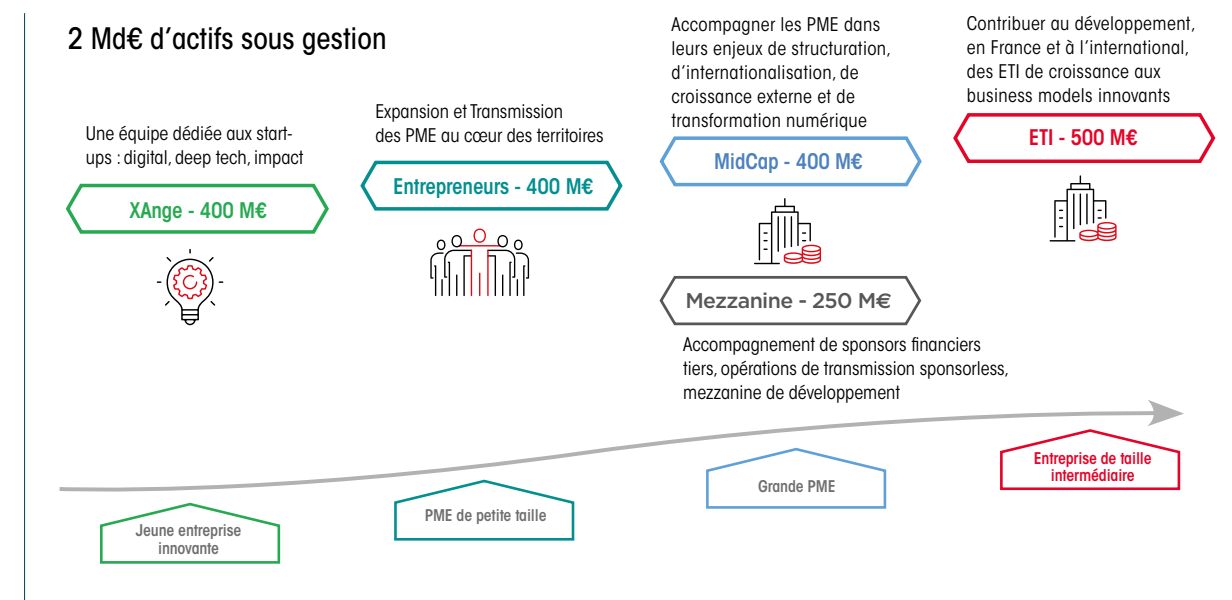 2 Md€ d'actifs sous gestion
Une équipe dédiée aux start-
ups : digital, deep tech, impact
XAnge - 400 M€
Expansion et Transmission
des PME au cœur des territoires
Entrepreneurs - 400 M€
Accompagner les PME dans
leurs enjeux de structuration,
d'internationalisation, de
croissance externe et de
transformation numérique
MidCap - 400 M€
Mezzanine - 250 M€
Accompagnement de sponsors financiers
tiers, opérations de transmission sponsorless,
mezzanine de développement
Contribuer au développement,
en France et à l'international,
des ETI de croissance aux
business models innovants
ETI - 500 M€
Jeune entreprise
innovante
PME de petite taille
Grande PME
Entreprise de taille
intermédiaire